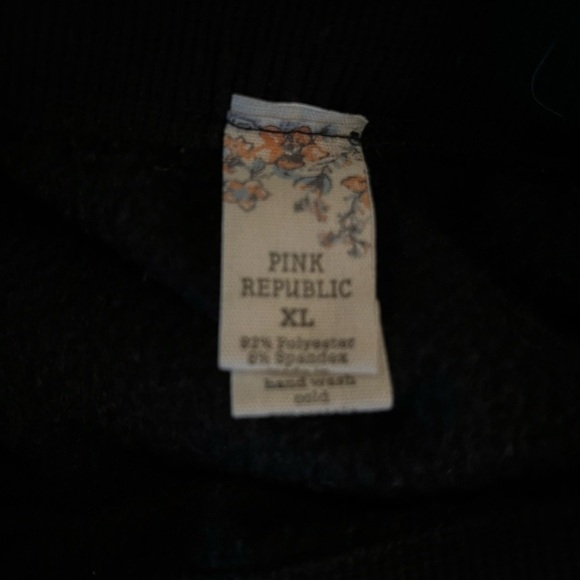 PINK
REPUBLIC
XL
Polyester
Spandex
hand wash
cold